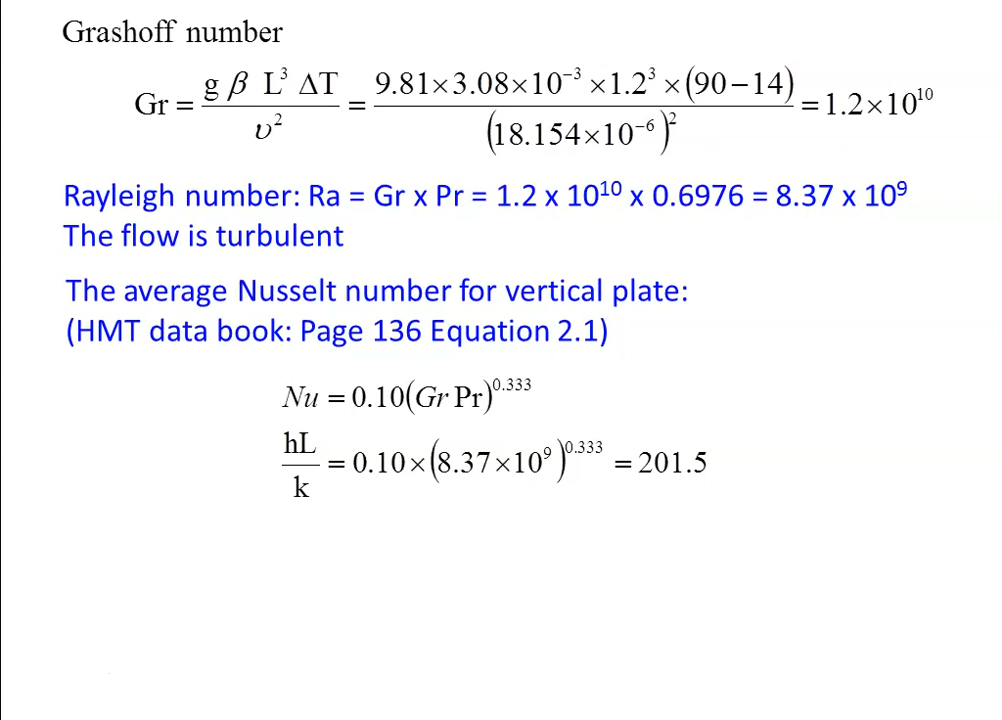 Grashoff number
Gr = g β L³ ΔT / υ² = 9.81×3.08×10⁻³ ×1.2³ ×(90−14) / (18.154×10⁻⁶)² = 1.2×10¹⁰
Rayleigh number: Ra = Gr x Pr = 1.2 x 10¹⁰ x 0.6976 = 8.37 x 10⁹
The flow is turbulent
The average Nusselt number for vertical plate:
(HMT data book: Page 136 Equation 2.1)
Nu = 0.10(Gr Pr)^0.333
hL / k = 0.10×(8.37×10⁹)^0.333 = 201.5